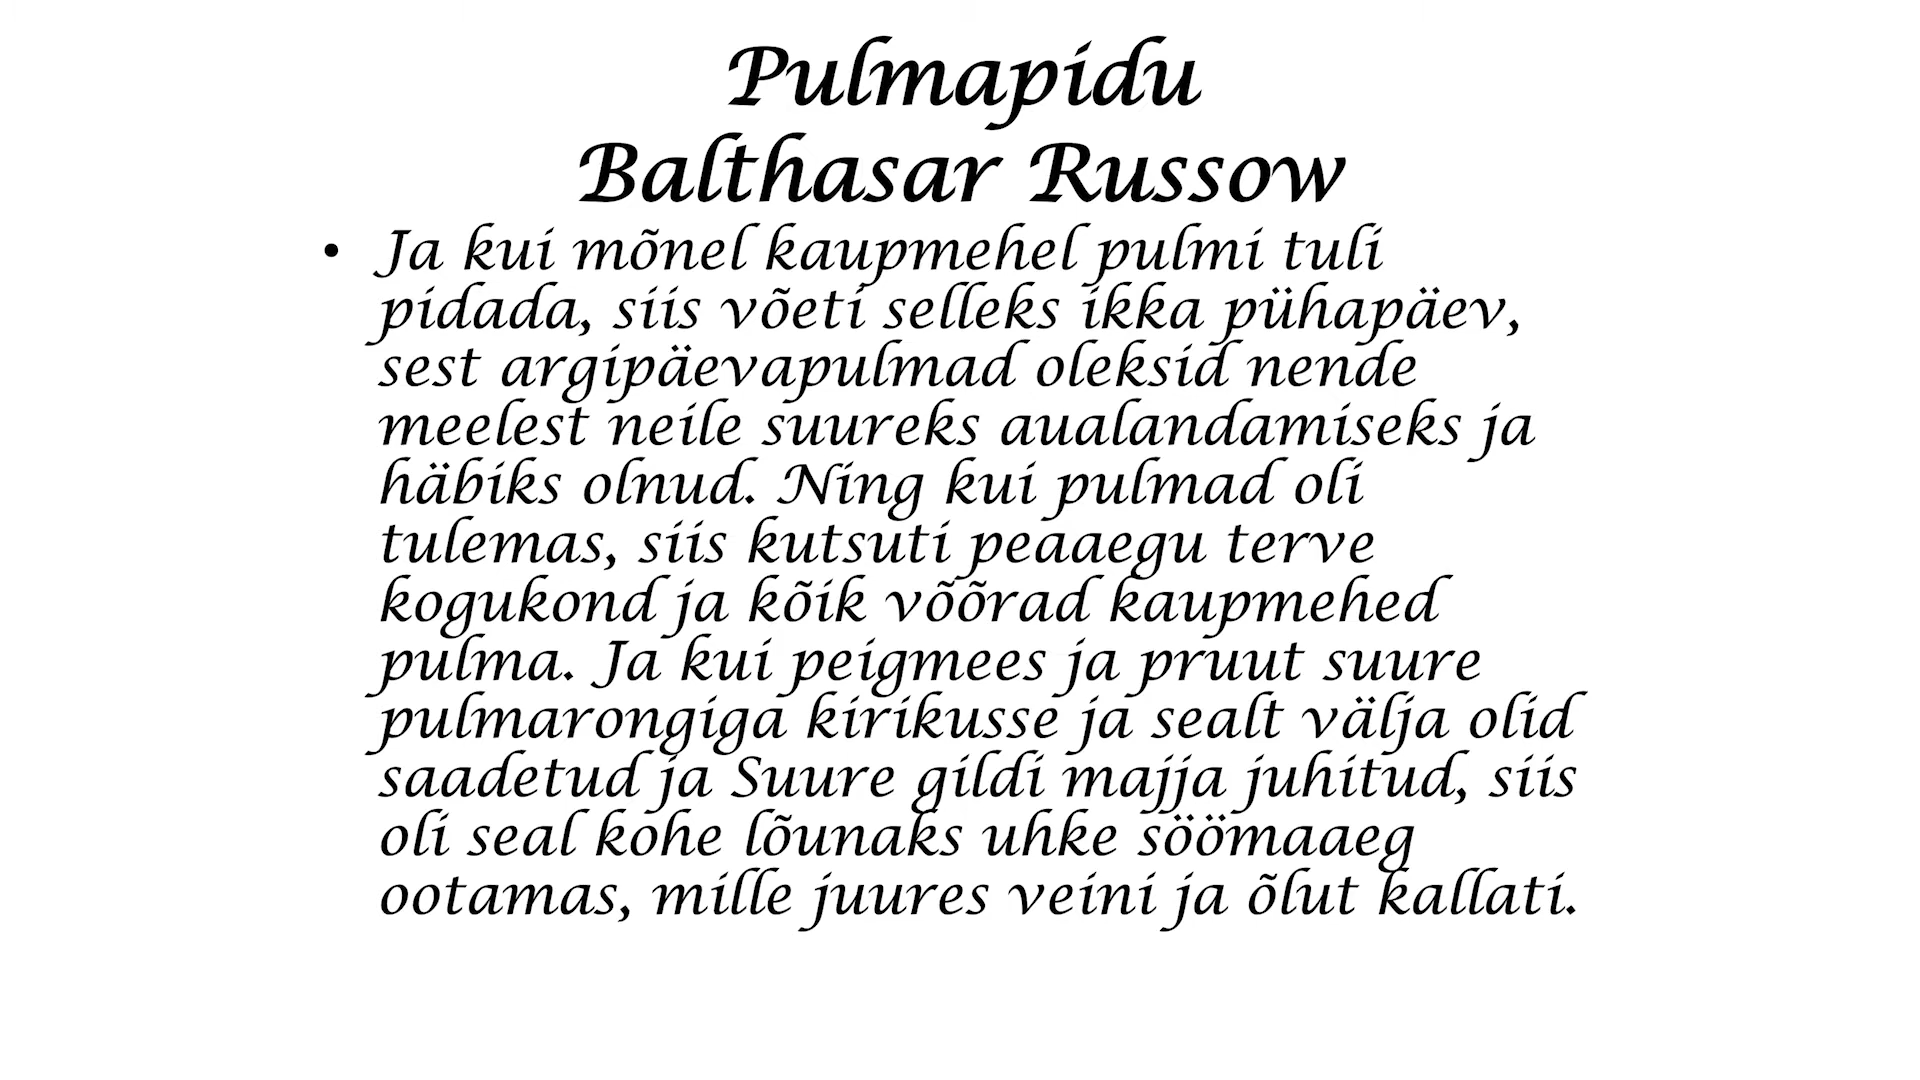 Pulmapidu
Balthasar Russow
• Ja kui mõnel kaupmehel pulmi tuli
pidada, siis võeti selleks ikka pühapäev,
sest argipäevapulmad oleksid nende
meelest neile suureks aualandamiseks ja
häbiks olnud. Ning kui pulmad oli
tulemas, siis kutsuti peaaegu terve
kogukond ja kõik võõrad kaupmehed
pulma. Ja kui peigmees ja pruut suure
pulmarongiga kirikusse ja sealt välja olid
saadetud ja Suure gildi majja juhitud, siis
oli seal kohe lõunaks uhke söömaaeg
ootamas, mille juures veini ja õlut kallati.